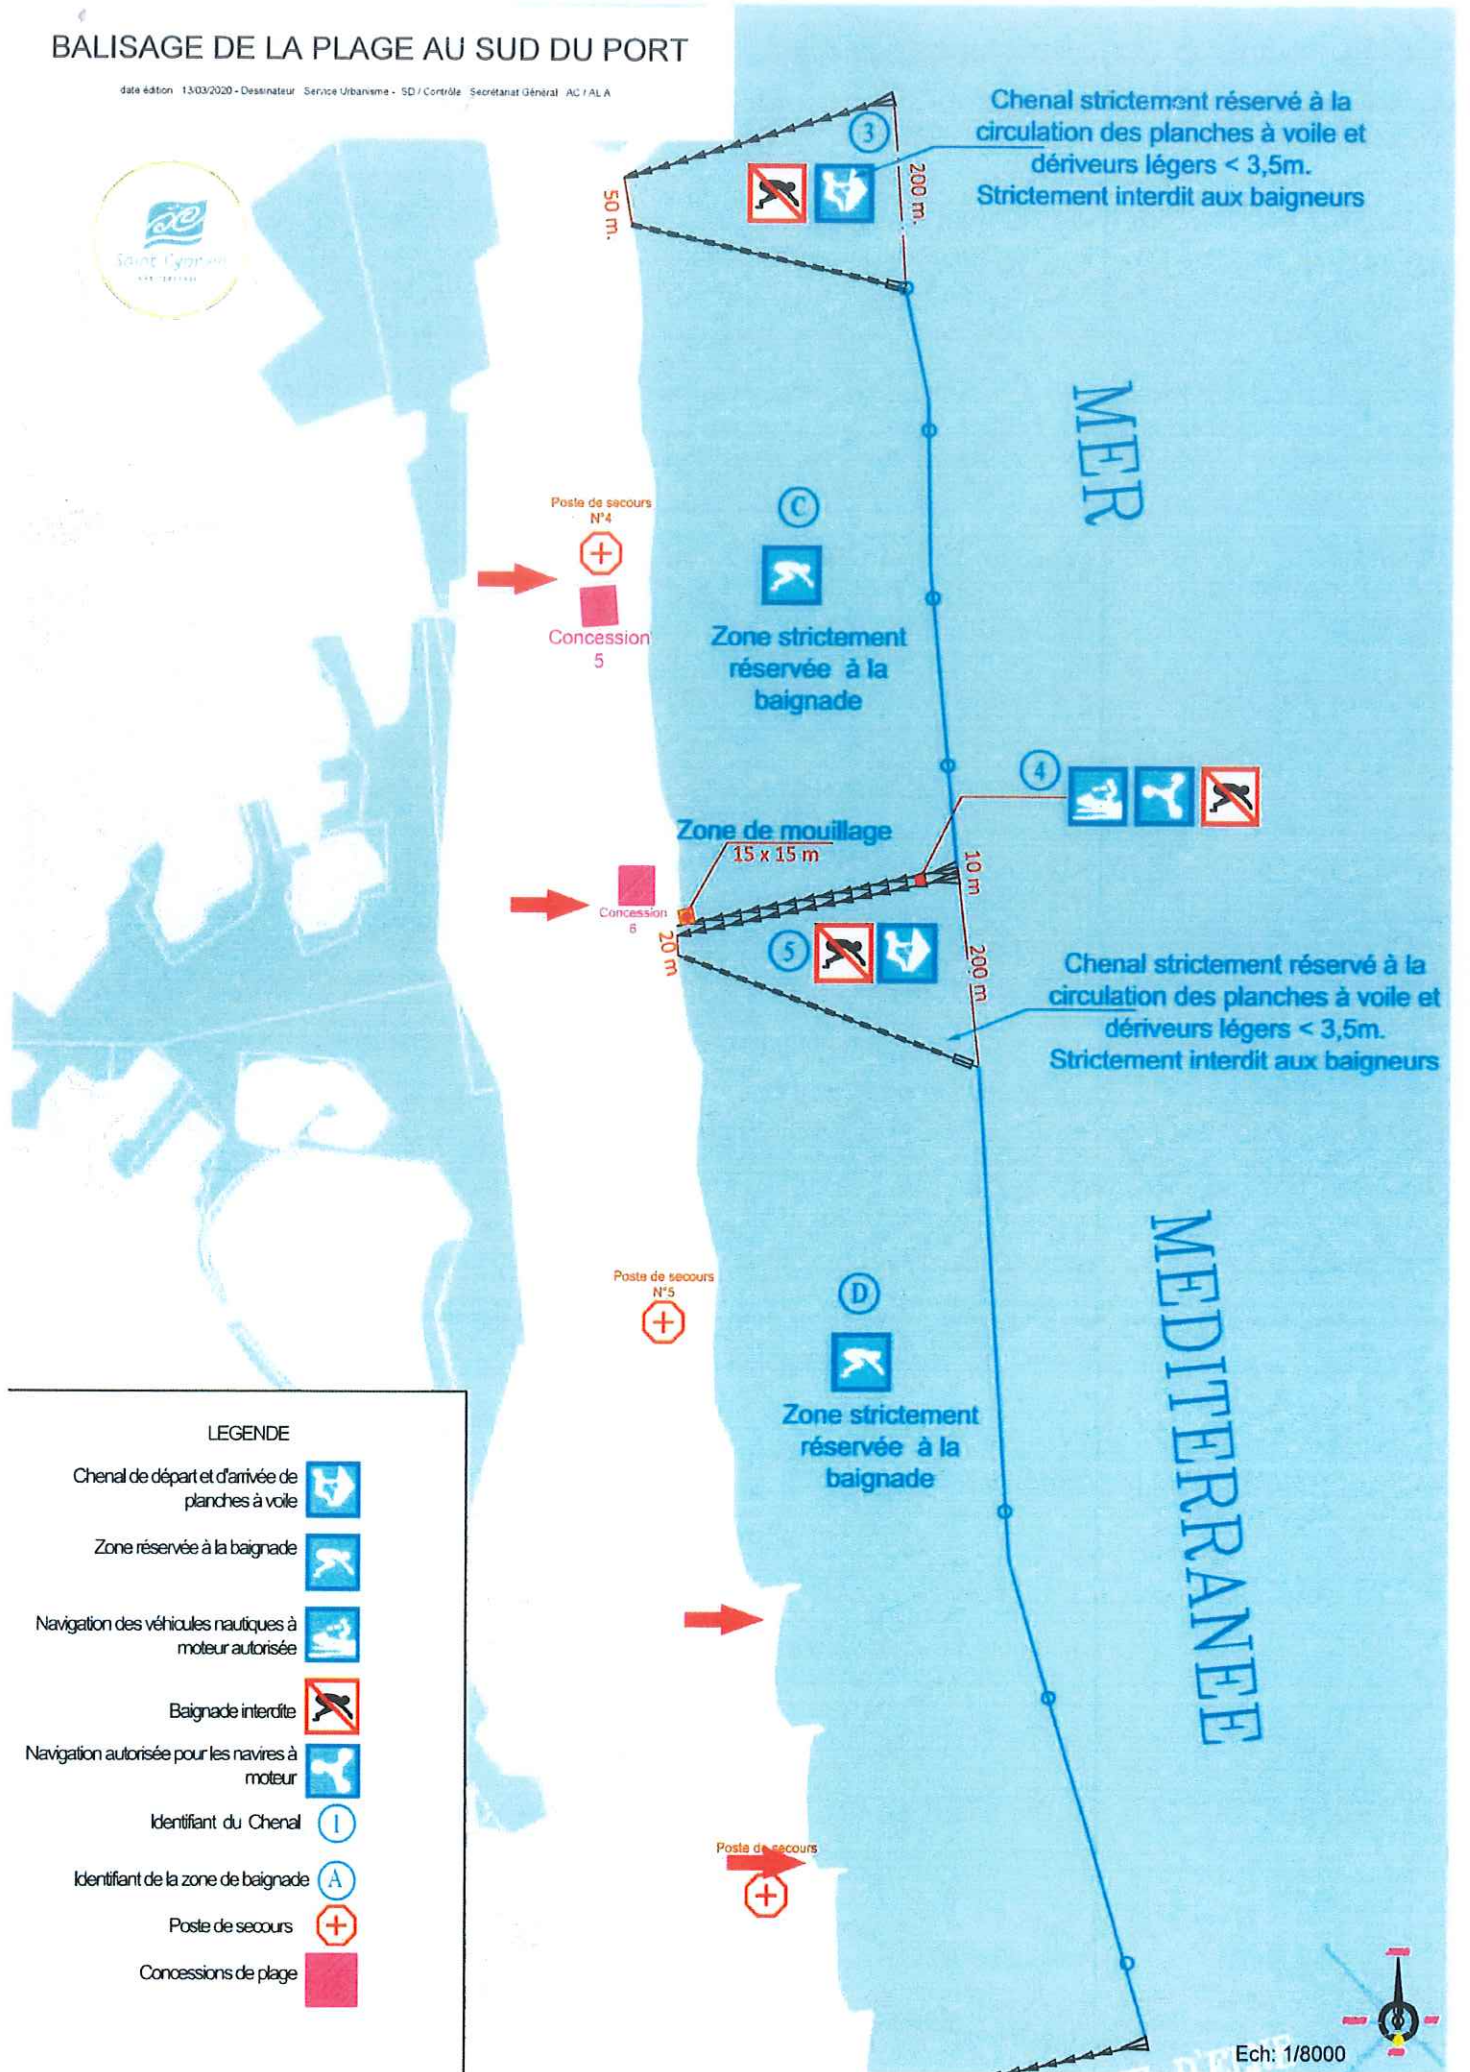 BALISAGE DE LA PLAGE AU SUD DU PORT
date édition 13/03/2020 - Dessinateur Service Urbanisme - SD / Contrôle Secrétariat Général AC / AL A
Chenal strictement réservé à la
circulation des planches à voile et
dériveurs légers < 3,5m.
Strictement interdit aux baigneurs
3
200 m.
50 m.
MER
Poste de secours
N°4
C
Concession
5
Zone strictement
réservée à la
baignade
4
Zone de mouillage
15 x 15 m
10 m
Concession
6
20 m
5
200 m
Chenal strictement réservé à la
circulation des planches à voile et
dériveurs légers < 3,5m.
Strictement interdit aux baigneurs
MEDITERRANEE
Poste de secours
N°5
D
Zone strictement
réservée à la
baignade
Poste de secours
LEGENDE
Chenal de départ et d'arrivée de
planches à voile
Zone réservée à la baignade
Navigation des véhicules nautiques à
moteur autorisée
Baignade interdite
Navigation autorisée pour les navires à
moteur
Identifiant du Chenal
1
Identifiant de la zone de baignade
A
Poste de secours
Concessions de plage
Ech: 1/8000